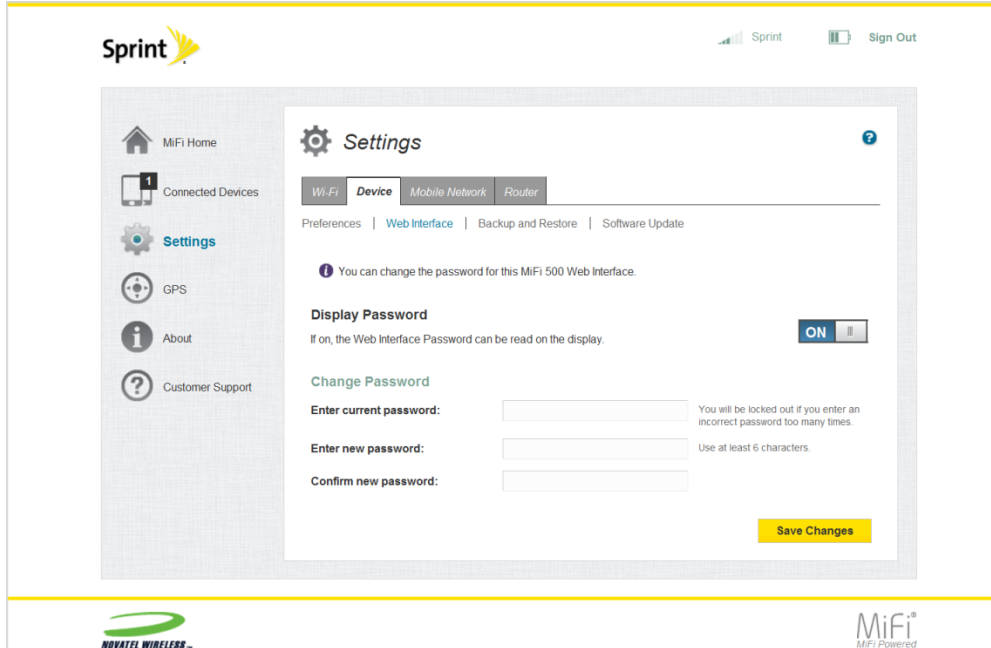 Sprint
Sprint
Sign Out
MiFi Home
1
Connected Devices
Settings
GPS
About
Customer Support
Settings
Wi-Fi Device Mobile Network Router
Preferences | Web Interface | Backup and Restore | Software Update
You can change the password for this MiFi 500 Web Interface.
Display Password
If on, the Web Interface Password can be read on the display.
ON
Change Password
Enter current password:
You will be locked out if you enter an
incorrect password too many times.
Enter new password:
Use at least 6 characters.
Confirm new password:
Save Changes
NOVATEL WIRELESS™
MiFi®
MiFi Powered